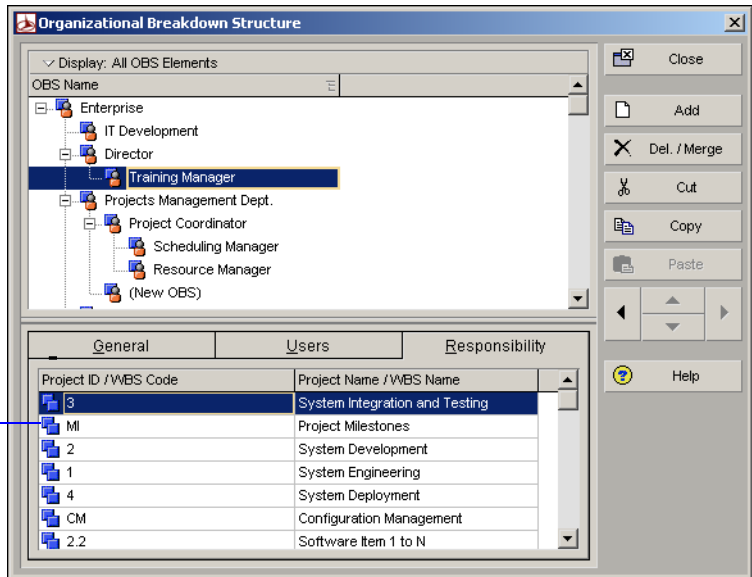 Organizational Breakdown Structure
Display: All OBS Elements
OBS Name
Enterprise
IT Development
Director
Training Manager
Projects Management Dept.
Project Coordinator
Scheduling Manager
Resource Manager
(New OBS)
Close
Add
Del. / Merge
Cut
Copy
Paste
Help
General Users Responsibility
Project ID / WBS Code Project Name / WBS Name
3 System Integration and Testing
MI Project Milestones
2 System Development
1 System Engineering
4 System Deployment
CM Configuration Management
2.2 Software Item 1 to N